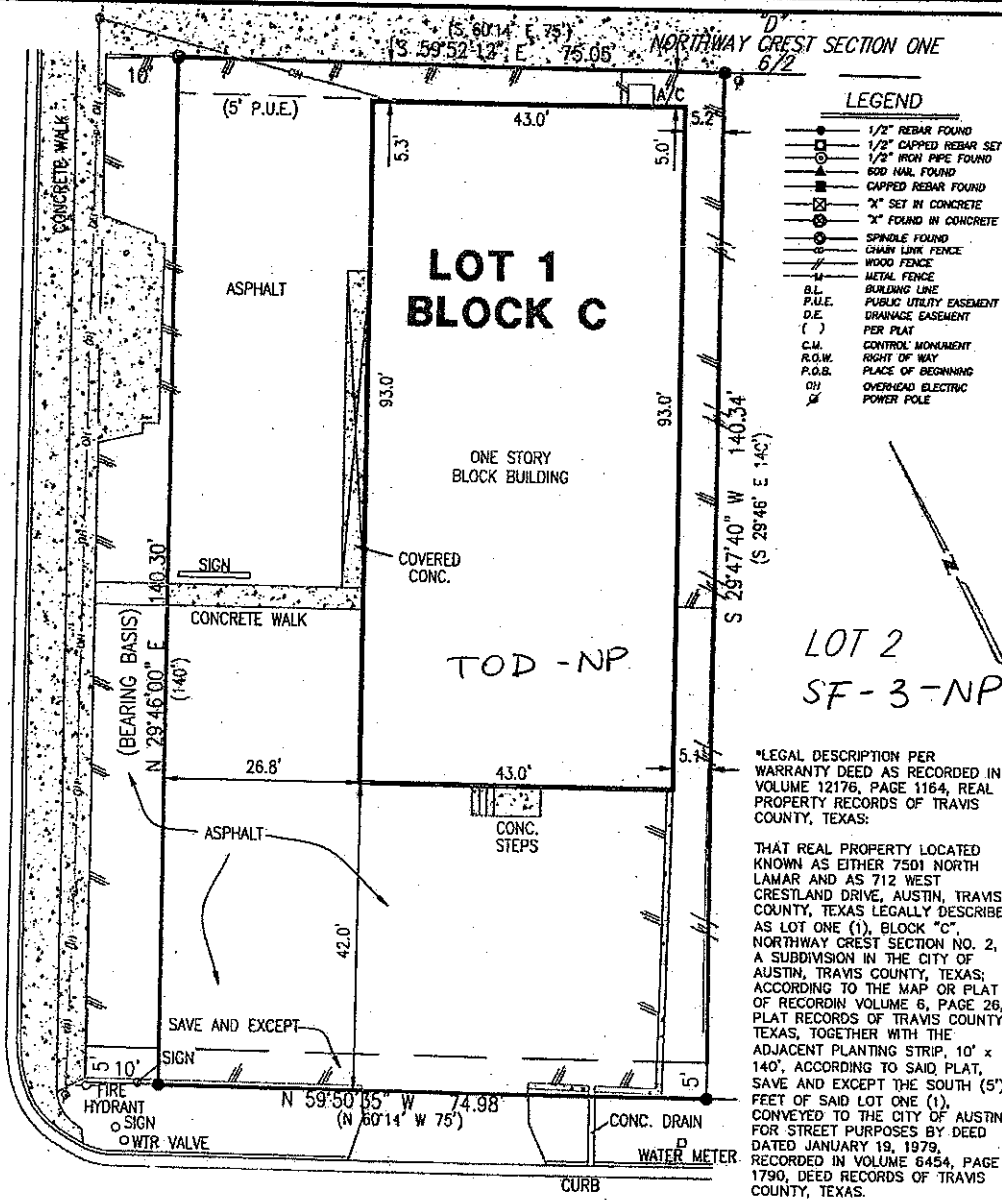 "D"
(S 60°14' E 75')
S 59°52'12" E 75.05'
NORTHWAY CREST SECTION ONE
6/2
10'
(5' P.U.E.)
A/C
43.0'
5.2'
5.3'
5.0'
CONCRETE WALK
LOT 1
BLOCK C
ASPHALT
93.0'
93.0'
ONE STORY
BLOCK BUILDING
COVERED
CONC.
SIGN
CONCRETE WALK
(BEARING BASIS)
N 29°46'00" E 140.30'
(140')
S 29°47'40" W 140.34'
(S 29°46' E 140')
TOD -NP
26.8'
43.0'
5.1'
ASPHALT
CONC.
STEPS
42.0'
SAVE AND EXCEPT
SIGN
5'
10'
5'
FIRE
HYDRANT
SIGN
WTR VALVE
N 59°50'35" W 74.98'
(N 60°14' W 75')
CONC. DRAIN
WATER METER
CURB
LEGEND
1/2" REBAR FOUND
1/2" CAPPED REBAR SET
1/2" IRON PIPE FOUND
60D NAIL FOUND
CAPPED REBAR FOUND
"X" SET IN CONCRETE
"X" FOUND IN CONCRETE
SPINDLE FOUND
CHAIN LINK FENCE
WOOD FENCE
METAL FENCE
B.L. BUILDING LINE
P.U.E. PUBLIC UTILITY EASEMENT
D.E. DRAINAGE EASEMENT
( ) PER PLAT
C.M. CONTROL MONUMENT
R.O.W. RIGHT OF WAY
P.O.B. PLACE OF BEGINNING
OH OVERHEAD ELECTRIC
POWER POLE
N
LOT 2
SF-3-NP
*LEGAL DESCRIPTION PER
WARRANTY DEED AS RECORDED IN
VOLUME 12176, PAGE 1164, REAL
PROPERTY RECORDS OF TRAVIS
COUNTY, TEXAS:
THAT REAL PROPERTY LOCATED
KNOWN AS EITHER 7501 NORTH
LAMAR AND AS 712 WEST
CRESTLAND DRIVE, AUSTIN, TRAVIS
COUNTY, TEXAS LEGALLY DESCRIBE
AS LOT ONE (1), BLOCK "C",
NORTHWAY CREST SECTION NO. 2,
A SUBDIVISION IN THE CITY OF
AUSTIN, TRAVIS COUNTY, TEXAS;
ACCORDING TO THE MAP OR PLAT
OF RECORDIN VOLUME 6, PAGE 26,
PLAT RECORDS OF TRAVIS COUNTY
TEXAS, TOGETHER WITH THE
ADJACENT PLANTING STRIP, 10' x
140', ACCORDING TO SAID PLAT,
SAVE AND EXCEPT THE SOUTH (5')
FEET OF SAID LOT ONE (1),
CONVEYED TO THE CITY OF AUSTIN
FOR STREET PURPOSES BY DEED
DATED JANUARY 19, 1979,
RECORDED IN VOLUME 6454, PAGE
1790, DEED RECORDS OF TRAVIS
COUNTY, TEXAS.